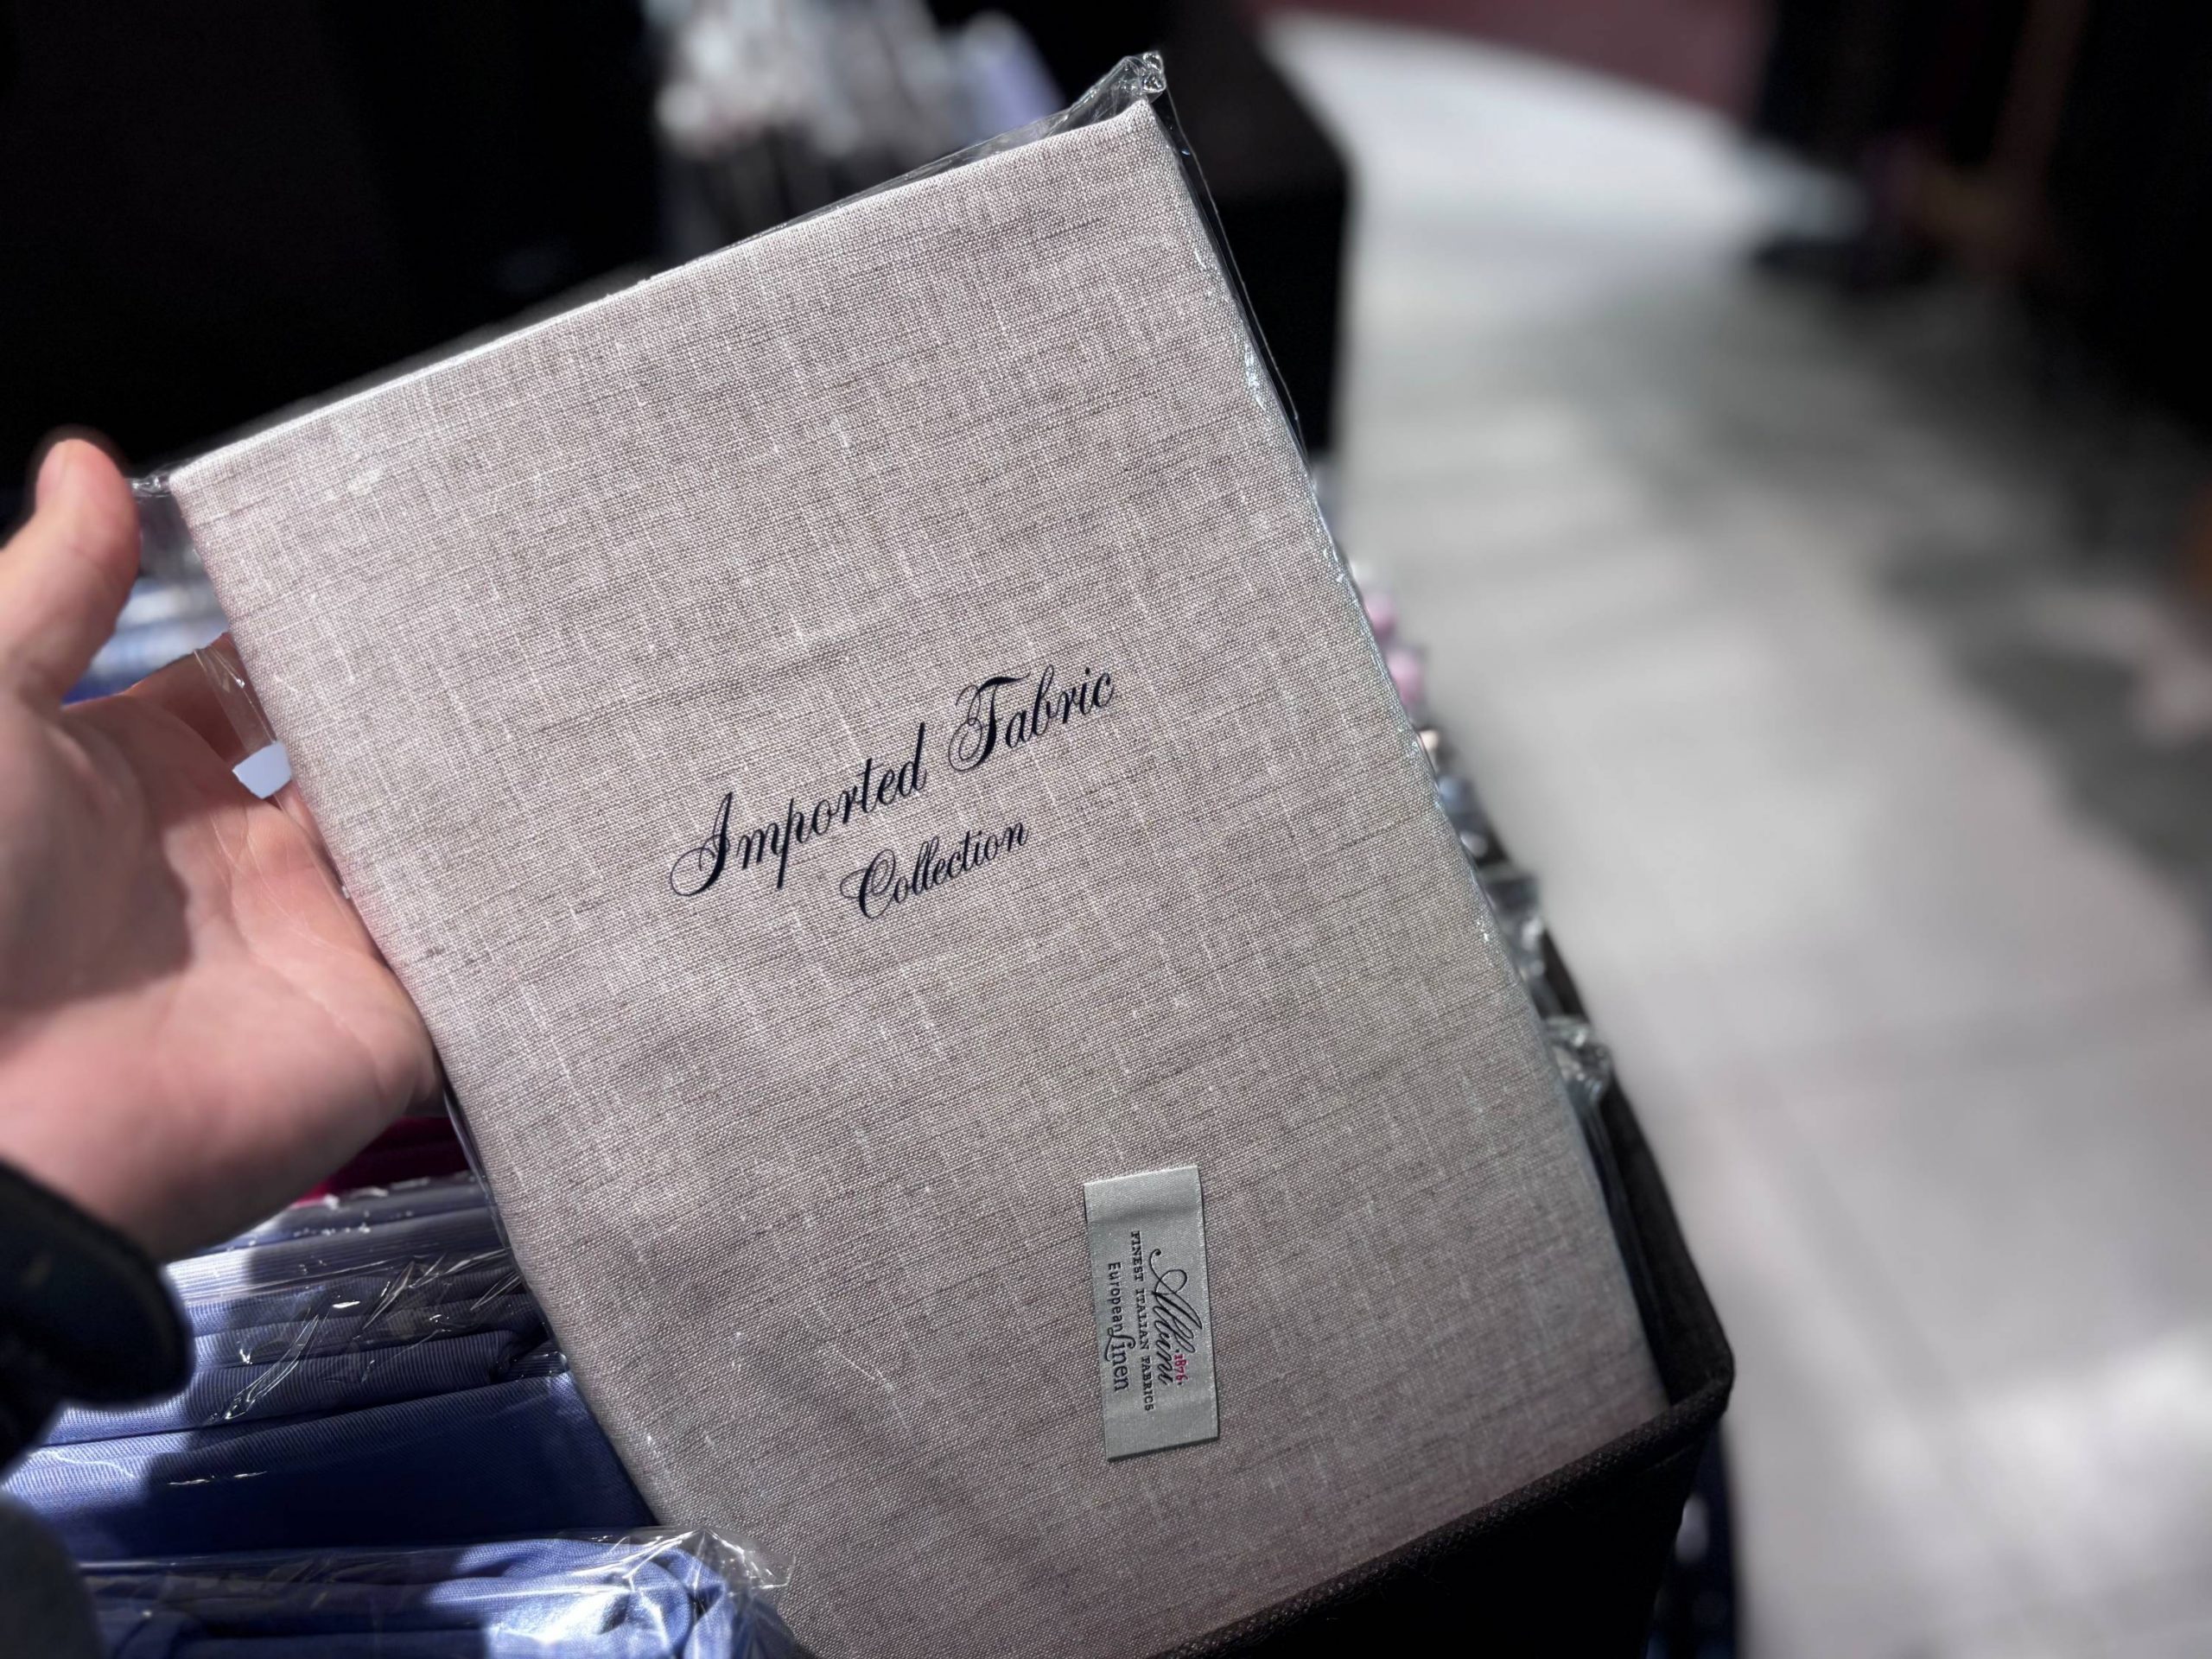 Imported Fabric
Collection
Albini 1876.
FINEST ITALIAN FABRICS
European Linen